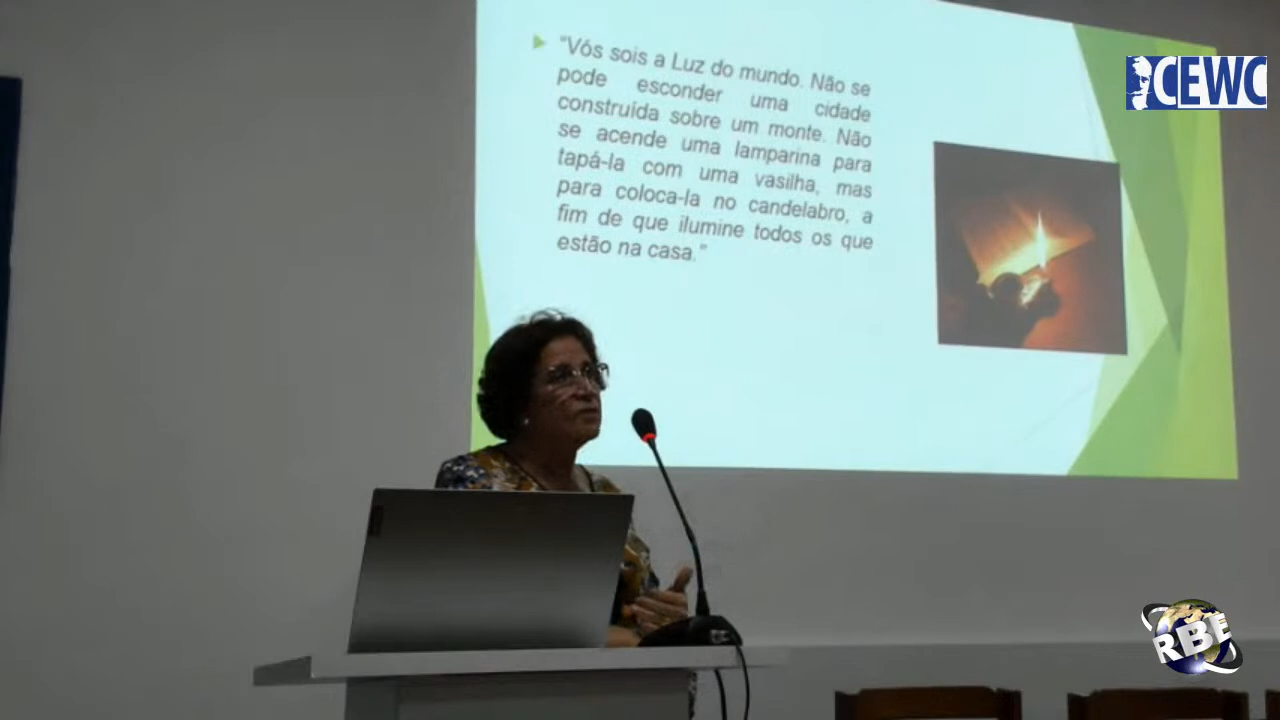 "Vós sois a Luz do mundo. Não se
pode esconder uma cidade
construída sobre um monte. Não
se acende uma lamparina para
tapá-la com uma vasilha, mas
para coloca-la no candelabro, a
fim de que ilumine todos os que
estão na casa."
CEWC
RBE